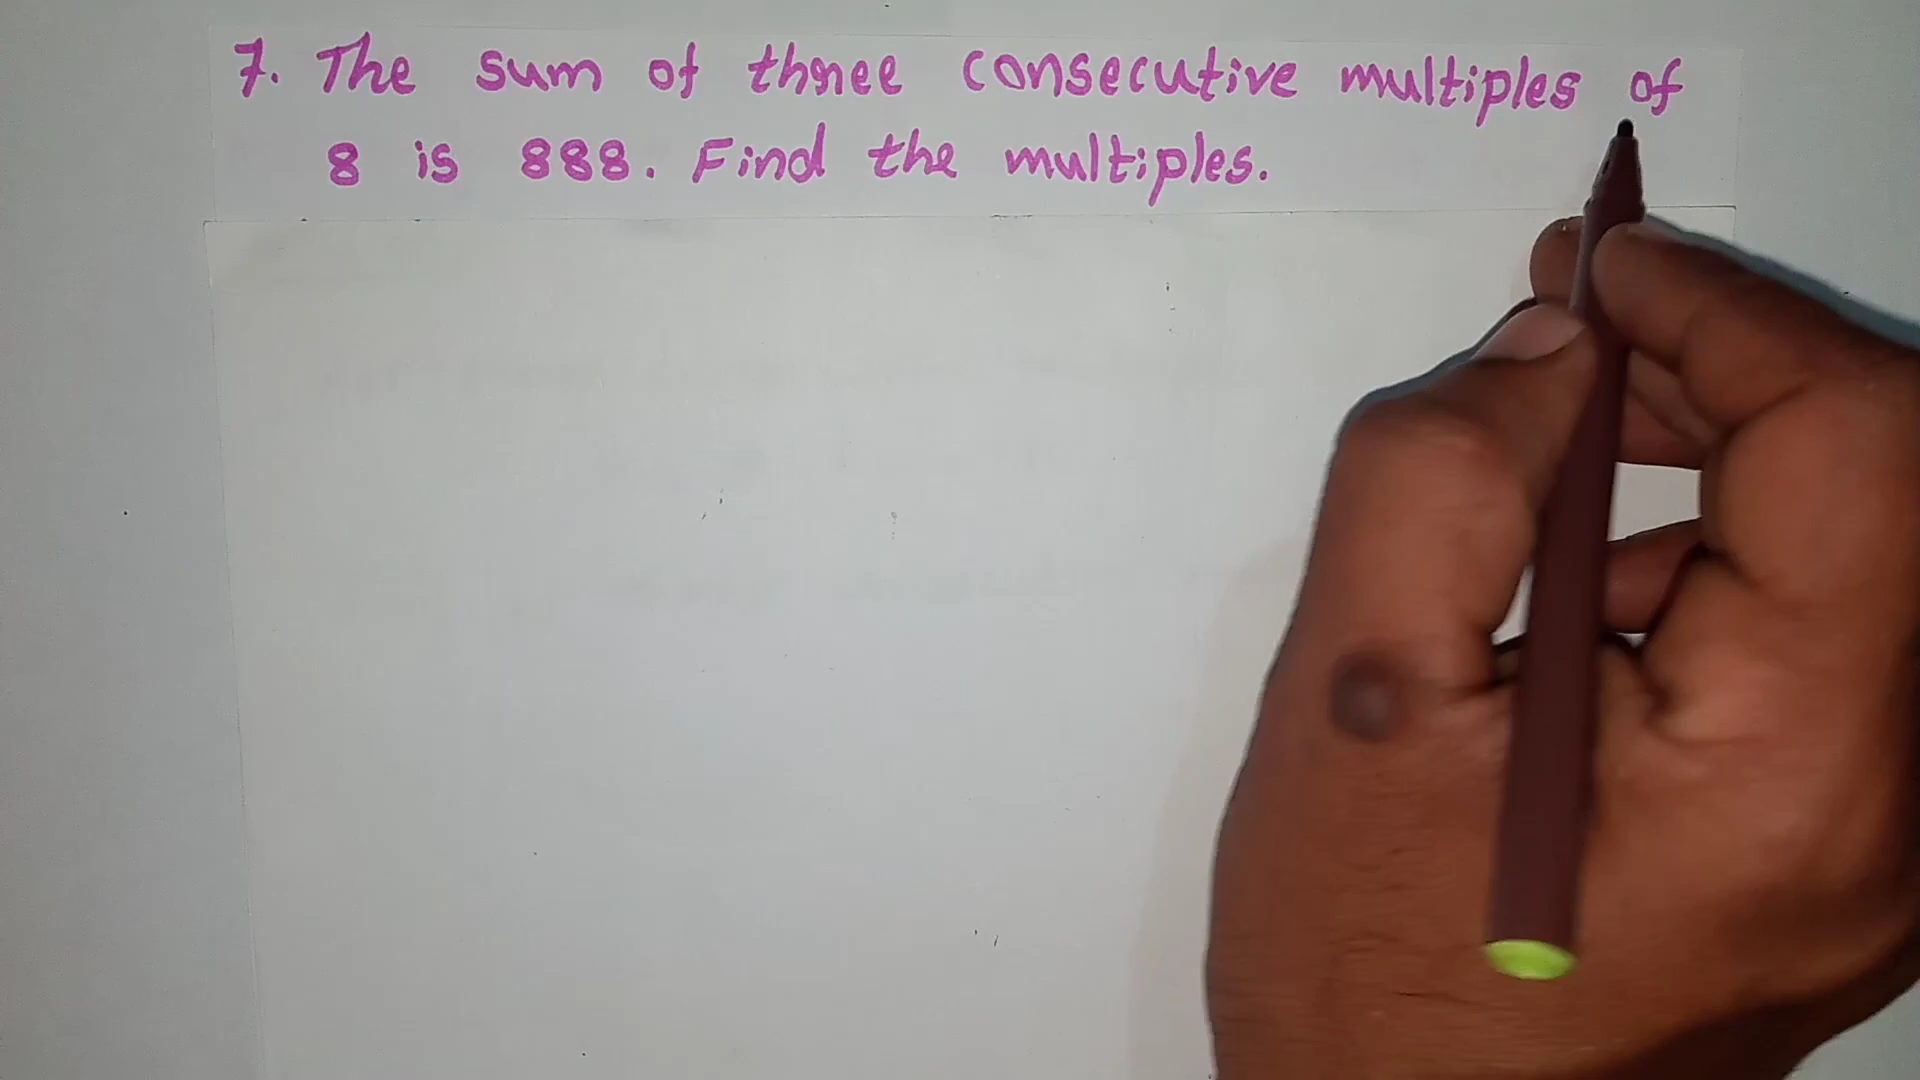 7. The sum of three consecutive multiples of
8 is 888. Find the multiples.